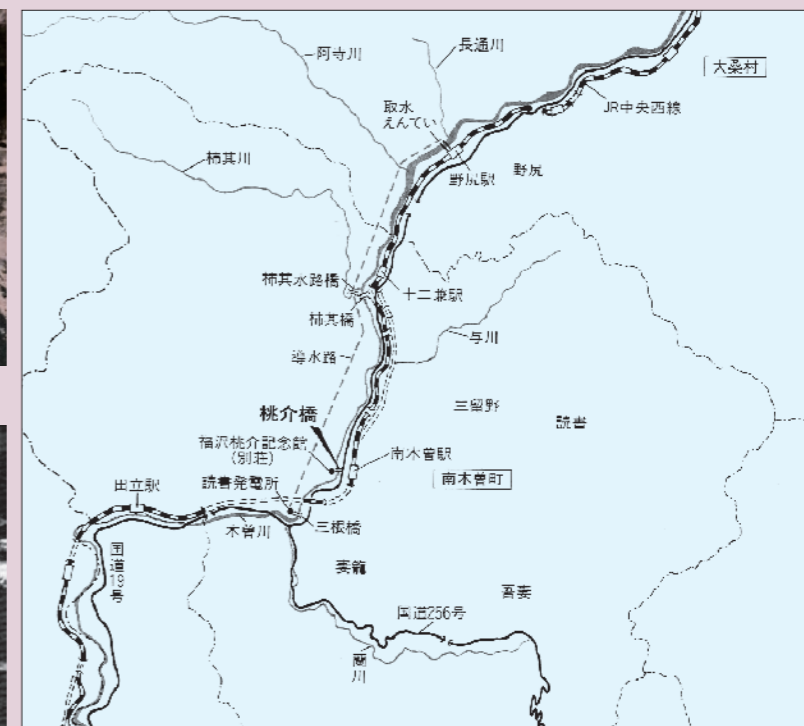 阿寺川
長通川
大桑村
取水
えんてい
JR中央西線
柿其川
野尻駅
野尻
柿其水路橋
十二兼駅
柿其橋
与川
導水路
三留野
読書
桃介橋
福沢桃介記念館
(別荘)
南木曽駅
読書発電所
南木曽町
田立駅
三根橋
木曽川
国道19号
妻籠
吾妻
国道256号
蘭川